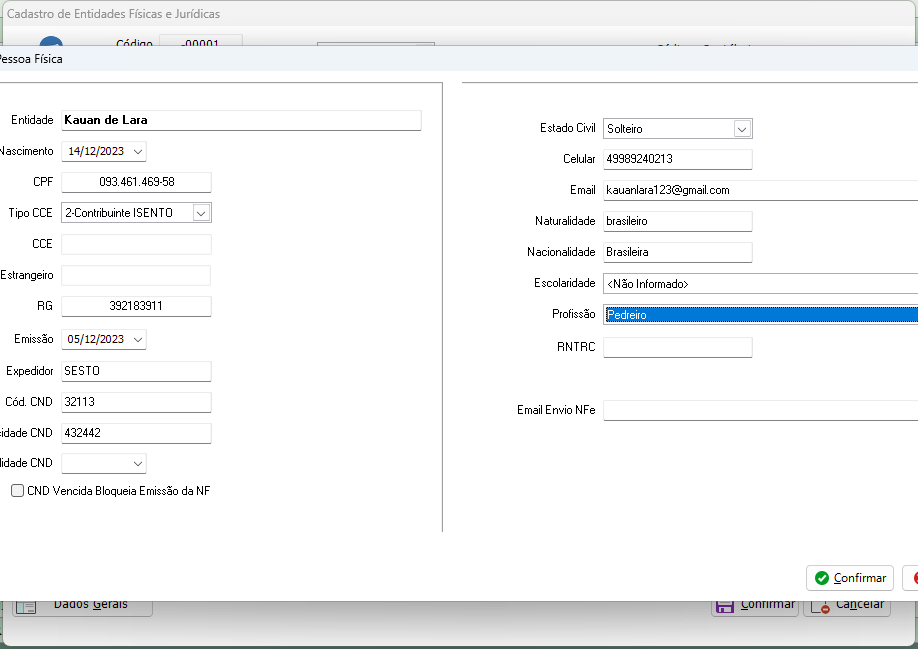 Cadastro de Entidades Físicas e Jurídicas
Código -00001
Pessoa Física
Entidade Kauan de Lara
Nascimento 14/12/2023
CPF 093.461.469-58
Tipo CCE 2-Contribuinte ISENTO
CCE
Estrangeiro
RG 392183911
Emissão 05/12/2023
Expedidor SESTO
Cód. CND 32113
cidade CND 432442
lidade CND
CND Vencida Bloqueia Emissão da NF
Estado Civil Solteiro
Celular 49989240213
Email kauanlara123@gmail.com
Naturalidade brasileiro
Nacionalidade Brasileira
Escolaridade <Não Informado>
Profissão Pedreiro
RNTRC
Email Envio NFe
Confirmar
Dados Gerais Confirmar Cancelar